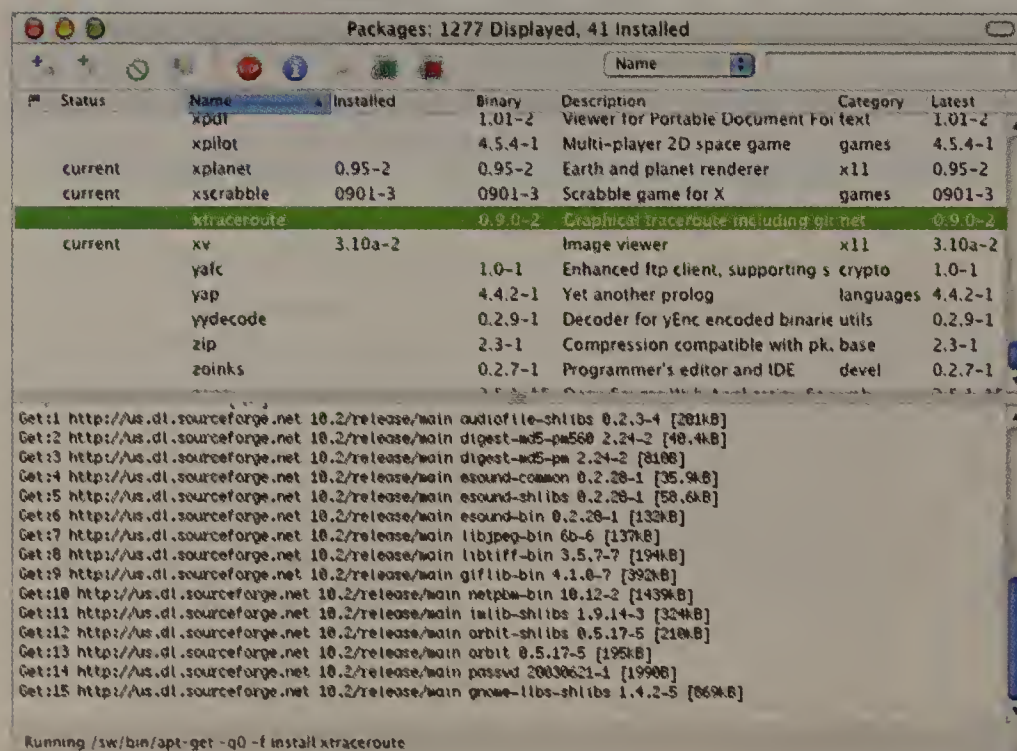 Packages: 1277 Displayed, 41 Installed
Name
Status Name Installed Binary Description Category Latest
xpdf 1.01-2 Viewer for Portable Document For text 1.01-2
xpilot 4.5.4-1 Multi-player 2D space game games 4.5.4-1
current xplanet 0.95-2 0.95-2 Earth and planet renderer x11 0.95-2
current xscrabble 0901-3 0901-3 Scrabble game for X games 0901-3
xtraceroute 0.9.0-2 Graphical traceroute including net 0.9.0-2
current xv 3.10a-2 Image viewer x11 3.10a-2
yafc 1.0-1 Enhanced ftp client, supporting s crypto 1.0-1
yap 4.4.2-1 Yet another prolog languages 4.4.2-1
yydecode 0.2.9-1 Decoder for yEnc encoded binarie utils 0.2.9-1
zip 2.3-1 Compression compatible with pk. base 2.3-1
zoinks 0.2.7-1 Programmer's editor and IDE devel 0.2.7-1
Get:1 http://us.dl.sourceforge.net 10.2/release/main audiofile-shlibs 0.2.3-4 [201kB]
Get:2 http://us.dl.sourceforge.net 10.2/release/main digest-md5-pm560 2.24-2 [40.4kB]
Get:3 http://us.dl.sourceforge.net 10.2/release/main digest-md5-pm 2.24-2 [810B]
Get:4 http://us.dl.sourceforge.net 10.2/release/main esound-common 0.2.28-1 [35.9kB]
Get:5 http://us.dl.sourceforge.net 10.2/release/main esound-shlibs 0.2.28-1 [58.6kB]
Get:6 http://us.dl.sourceforge.net 10.2/release/main esound-bin 0.2.28-1 [132kB]
Get:7 http://us.dl.sourceforge.net 10.2/release/main libjpeg-bin 6b-6 [137kB]
Get:8 http://us.dl.sourceforge.net 10.2/release/main libtiff-bin 3.5.7-7 [194kB]
Get:9 http://us.dl.sourceforge.net 10.2/release/main giflib-bin 4.1.0-7 [392kB]
Get:10 http://us.dl.sourceforge.net 10.2/release/main netpbm-bin 10.12-2 [1439kB]
Get:11 http://us.dl.sourceforge.net 10.2/release/main imlib-shlibs 1.9.14-3 [324kB]
Get:12 http://us.dl.sourceforge.net 10.2/release/main orbit-shlibs 0.5.17-5 [210kB]
Get:13 http://us.dl.sourceforge.net 10.2/release/main orbit 0.5.17-5 [195kB]
Get:14 http://us.dl.sourceforge.net 10.2/release/main passwd 20030621-1 [1990B]
Get:15 http://us.dl.sourceforge.net 10.2/release/main gnome-libs-shlibs 1.4.2-5 [869kB]
Running /sw/bin/apt-get -q0 -f install xtraceroute